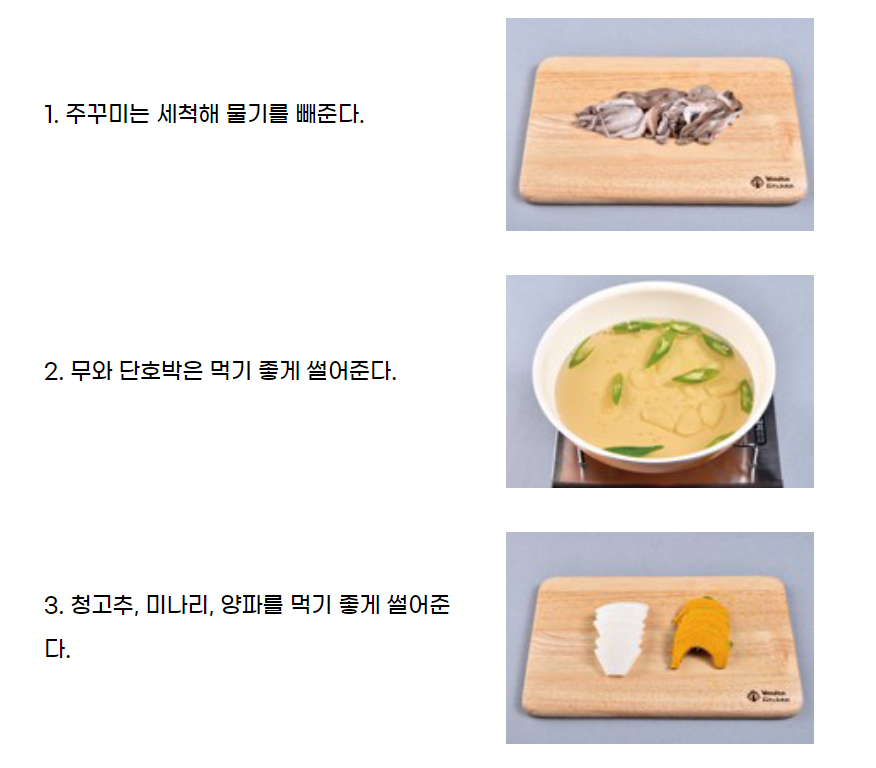 1. 주꾸미는 세척해 물기를 빼준다.
2. 무와 단호박은 먹기 좋게 썰어준다.
3. 청고추, 미나리, 양파를 먹기 좋게 썰어준
다.